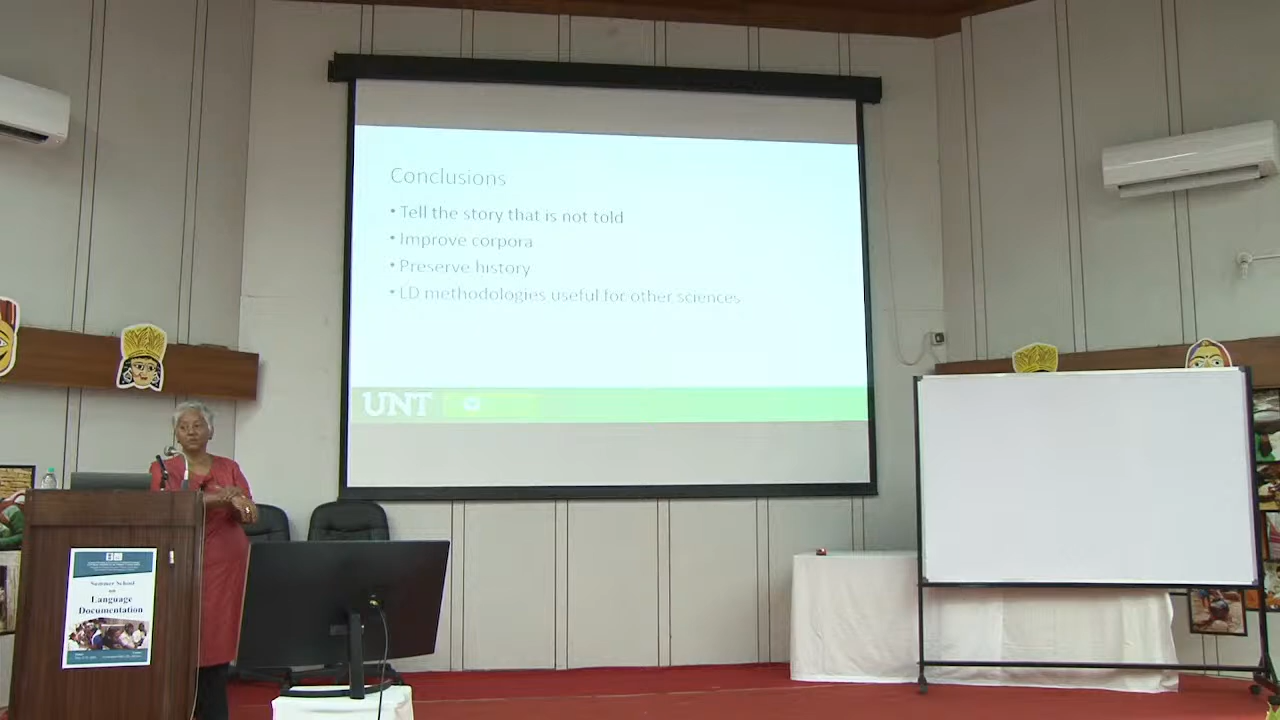 Conclusions
• Tell the story that is not told
• Improve corpora
• Preserve history
• LD methodologies useful for other sciences
UNT
Summer School
on
Language
Documentation